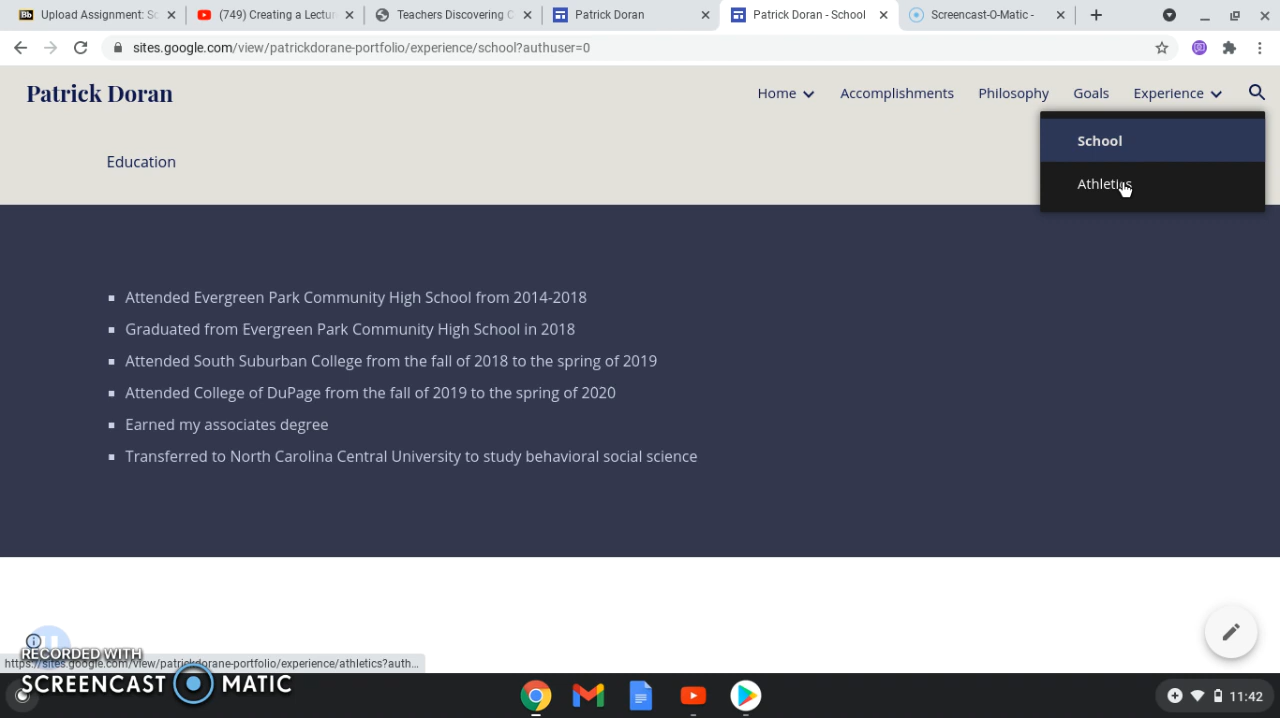 Upload Assignment: Sc
(749) Creating a Lectur
Teachers Discovering C
Patrick Doran
Patrick Doran - School
Screencast-O-Matic -
sites.google.com/view/patrickdorane-portfolio/experience/school?authuser=0
Patrick Doran
Home
Accomplishments
Philosophy
Goals
Experience
School
Athletics
Education
Attended Evergreen Park Community High School from 2014-2018
Graduated from Evergreen Park Community High School in 2018
Attended South Suburban College from the fall of 2018 to the spring of 2019
Attended College of DuPage from the fall of 2019 to the spring of 2020
Earned my associates degree
Transferred to North Carolina Central University to study behavioral social science
RECORDED WITH
https://sites.google.com/view/patrickdorane-portfolio/experience/athletics?auth...
SCREENCAST MATIC
11:42